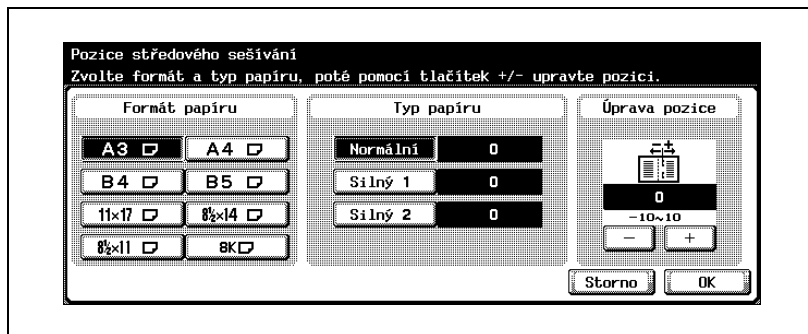 Pozice středového sešívání
Zvolte formát a typ papíru, poté pomocí tlačítek +/- upravte pozici.
Formát papíru
Typ papíru
Úprava pozice
A3
A4
Normální
0
B4
B5
Silný 1
0
0
11×17
8½×14
Silný 2
0
-10~10
8½×11
8K
-
+
Storno
OK